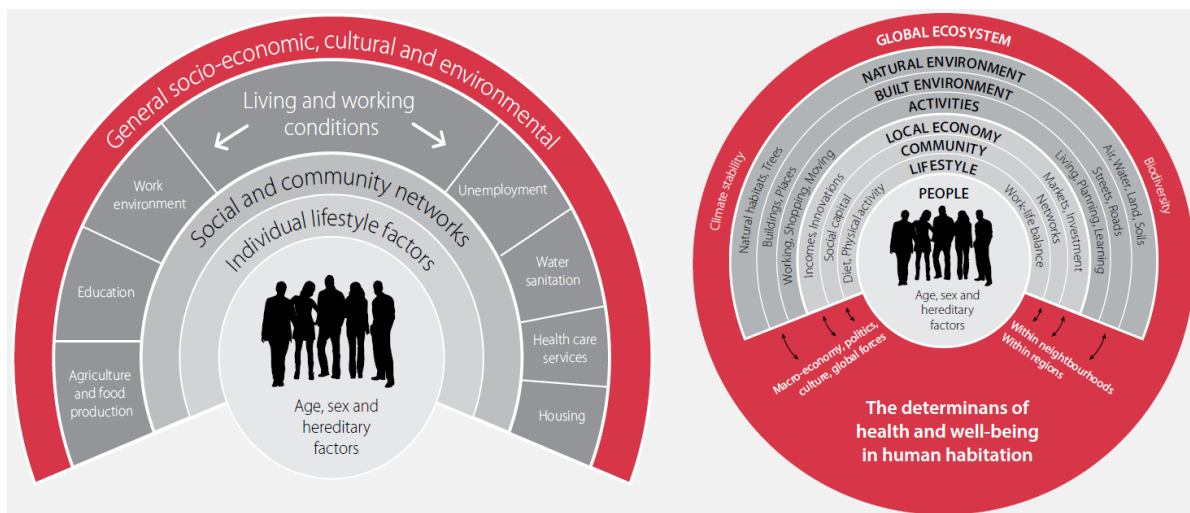 General socio-economic, cultural and environmental
Living and working
conditions
Work
environment
Unemployment
Social and community networks
Individual lifestyle factors
Education
Water
sanitation
Agriculture
and food
production
Health care
services
Housing
Age, sex and
hereditary
factors
GLOBAL ECOSYSTEM
NATURAL ENVIRONMENT
BUILT ENVIRONMENT
ACTIVITIES
LOCAL ECONOMY
COMMUNITY
LIFESTYLE
PEOPLE
Climate stability
Natural habitats, Trees
Buildings, Places
Working, Shopping, Moving
Incomes, Innovations
Social capital
Diet, Physical activity
Work-life balance
Networks
Markets, Investment
Living, Planning, Learning
Streets, Roads
Air, Water, Land, Soils
Biodiversity
Age, sex and
hereditary
factors
Macro-economy, politics,
culture, global forces
Within neighbourhoods
Within regions
The determinans of
health and well-being
in human habitation